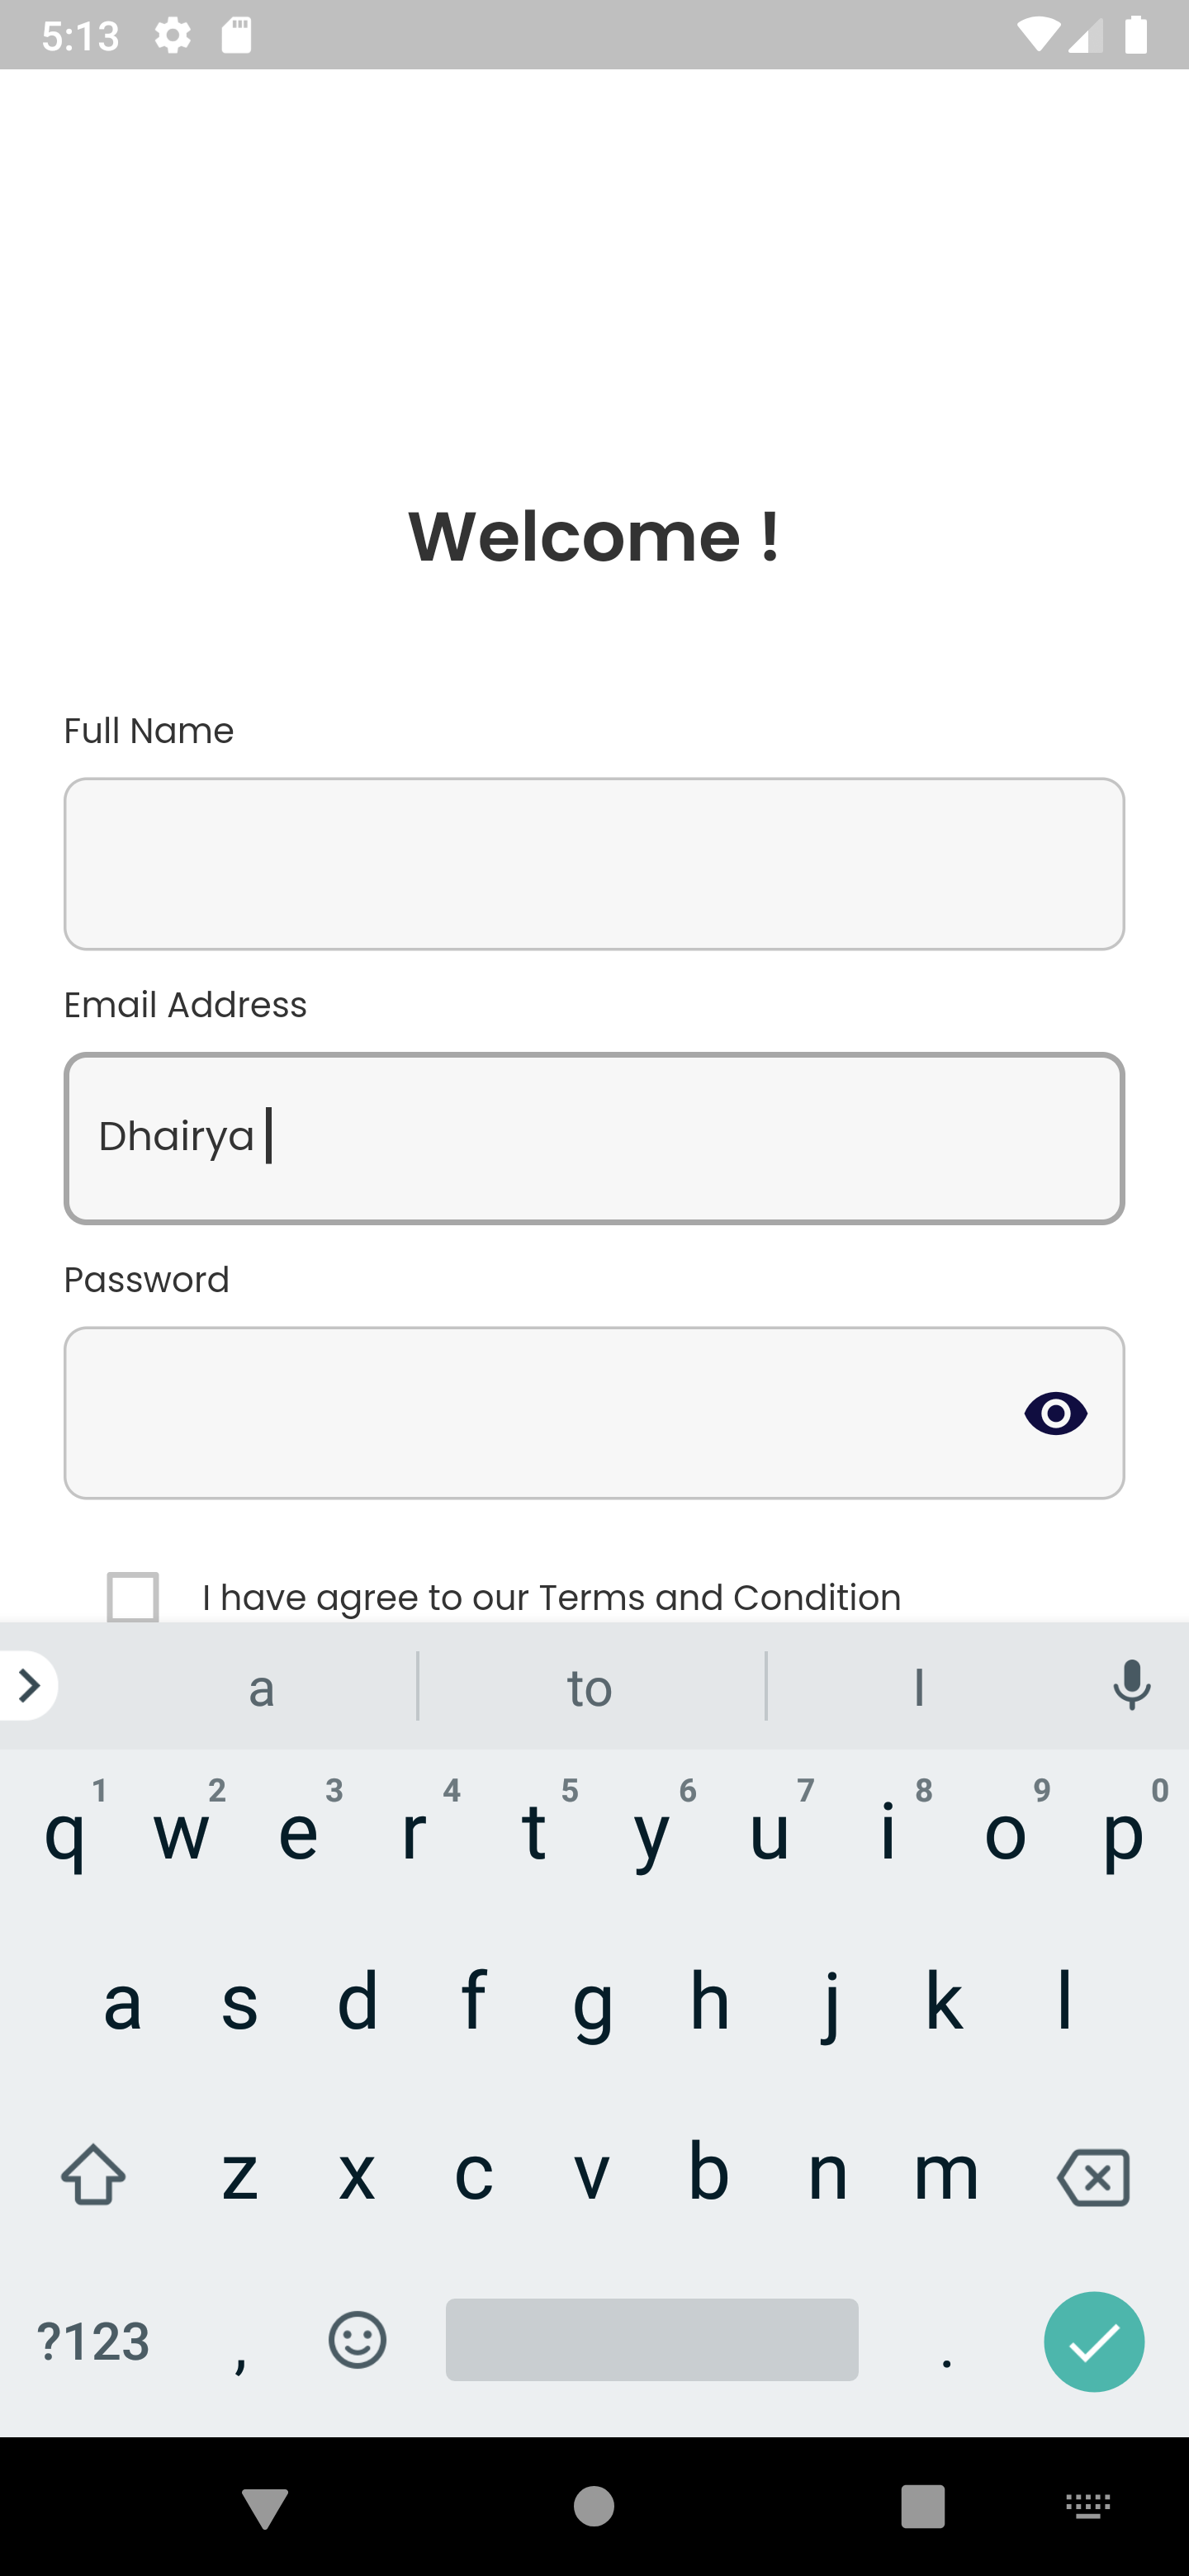 5:13
Welcome !
Full Name
Email Address
Dhairya
Password
I have agree to our Terms and Condition
a to I
1 2 3 4 5 6 7 8 9 0
q w e r t y u i o p
a s d f g h j k l
z x c v b n m
?123 , .